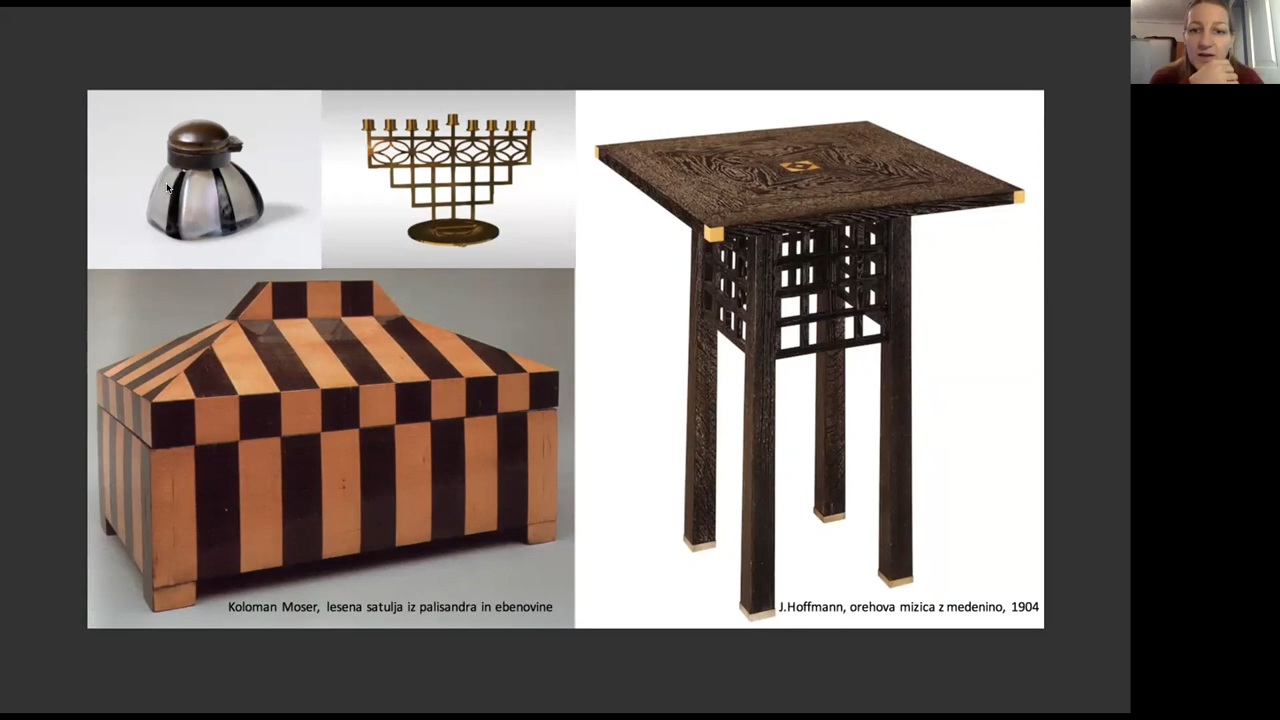 Koloman Moser, lesena satulja iz palisandra in ebenovine
J.Hoffmann, orehova mizica z medenino, 1904